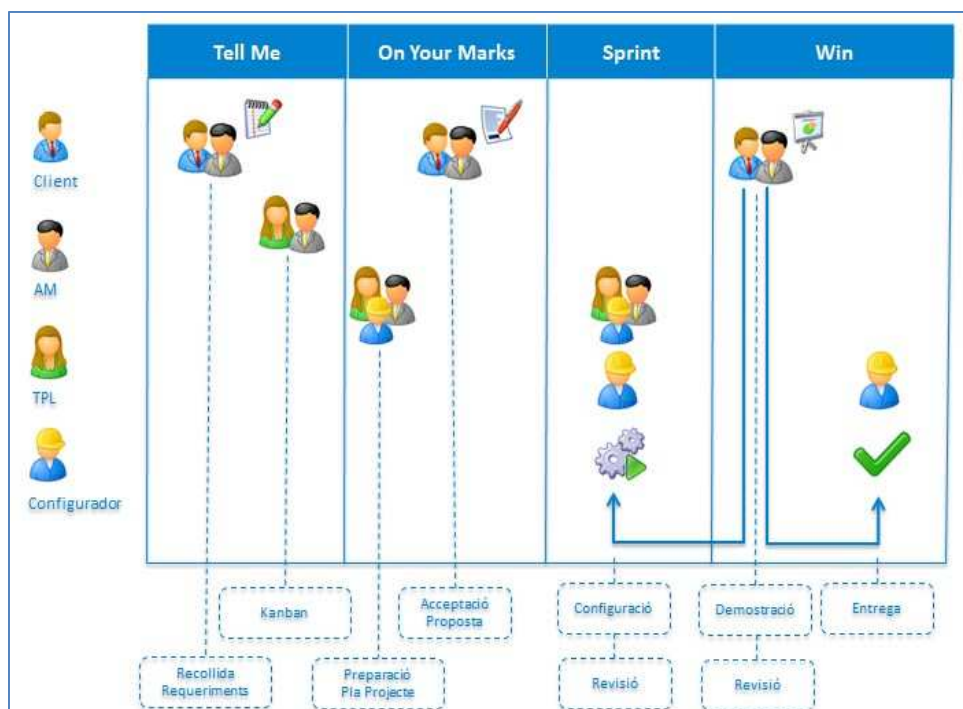 Tell Me
On Your Marks
Sprint
Win
Client
AM
TPL
Configurador
Kanban
Acceptació
Proposta
Configuració
Demostració
Entrega
Recollida
Requeriments
Preparació
Pla Projecte
Revisió
Revisió